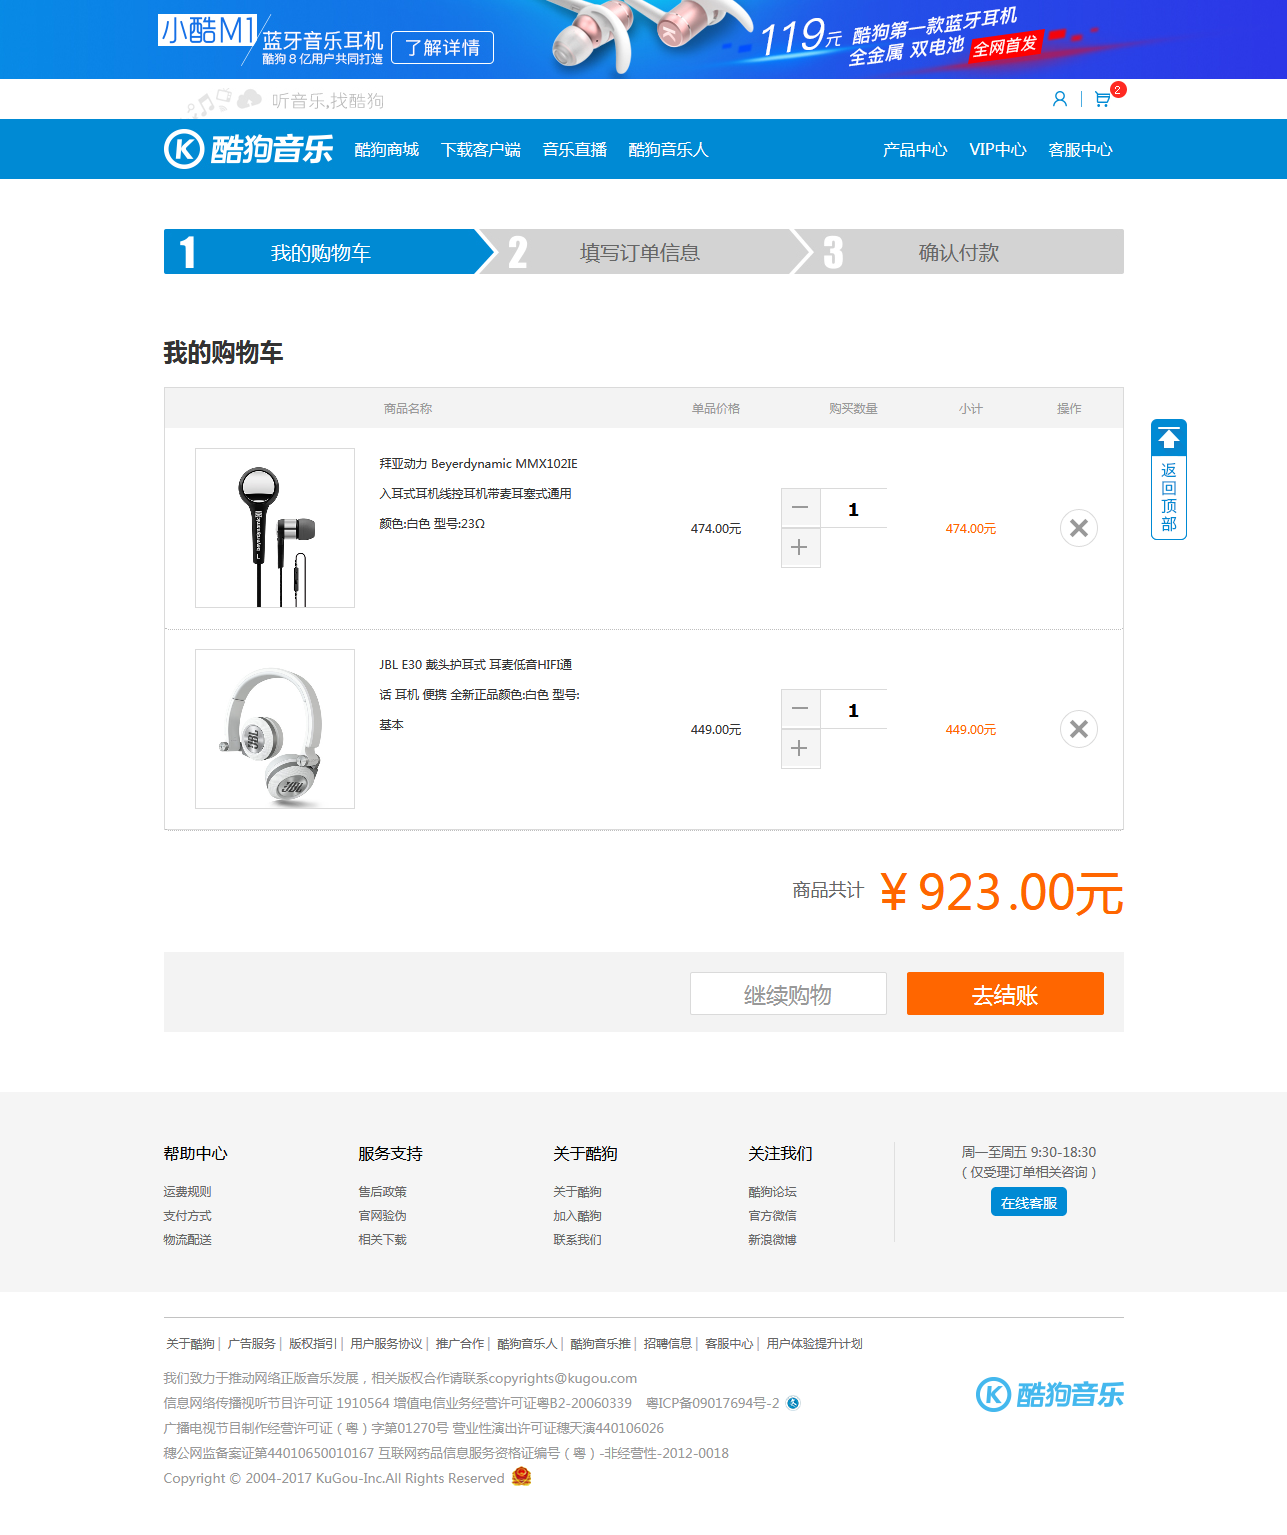 小酷M1
蓝牙音乐耳机
酷狗 8 亿用户共同打造
了解详情
119元
酷狗第一款蓝牙耳机
全金属 双电池 全网首发
听音乐,找酷狗
2
酷狗音乐 酷狗商城 下载客户端 音乐直播 酷狗音乐人 产品中心 VIP中心 客服中心
1 我的购物车 2 填写订单信息 3 确认付款
我的购物车
商品名称 单品价格 购买数量 小计 操作
拜亚动力 Beyerdynamic MMX102IE
入耳式耳机线控耳机带麦耳塞式通用
颜色:白色 型号:23Ω
474.00元 1 474.00元
JBL E30 戴头护耳式 耳麦低音HIFI通
话 耳机 便携 全新正品颜色:白色 型号:
基本
449.00元 1 449.00元
JBL
JBL
返回顶部
商品共计 ¥923.00元
继续购物 去结账
帮助中心 服务支持 关于酷狗 关注我们 周一至周五 9:30-18:30
(仅受理订单相关咨询)
运费规则 售后政策 关于酷狗 酷狗论坛 在线客服
支付方式 官网验伪 加入酷狗 官方微信
物流配送 相关下载 联系我们 新浪微博
关于酷狗 | 广告服务 | 版权指引 | 用户服务协议 | 推广合作 | 酷狗音乐人 | 酷狗音乐推 | 招聘信息 | 客服中心 | 用户体验提升计划
我们致力于推动网络正版音乐发展，相关版权合作请联系copyrights@kugou.com
信息网络传播视听节目许可证 1910564 增值电信业务经营许可证粤B2-20060339 粤ICP备09017694号-2
广播电视节目制作经营许可证（粤）字第01270号 营业性演出许可证穗天演440106026
穗公网监备案证第44010650010167 互联网药品信息服务资格证编号（粤）-非经营性-2012-0018
Copyright © 2004-2017 KuGou-Inc.All Rights Reserved
酷狗音乐